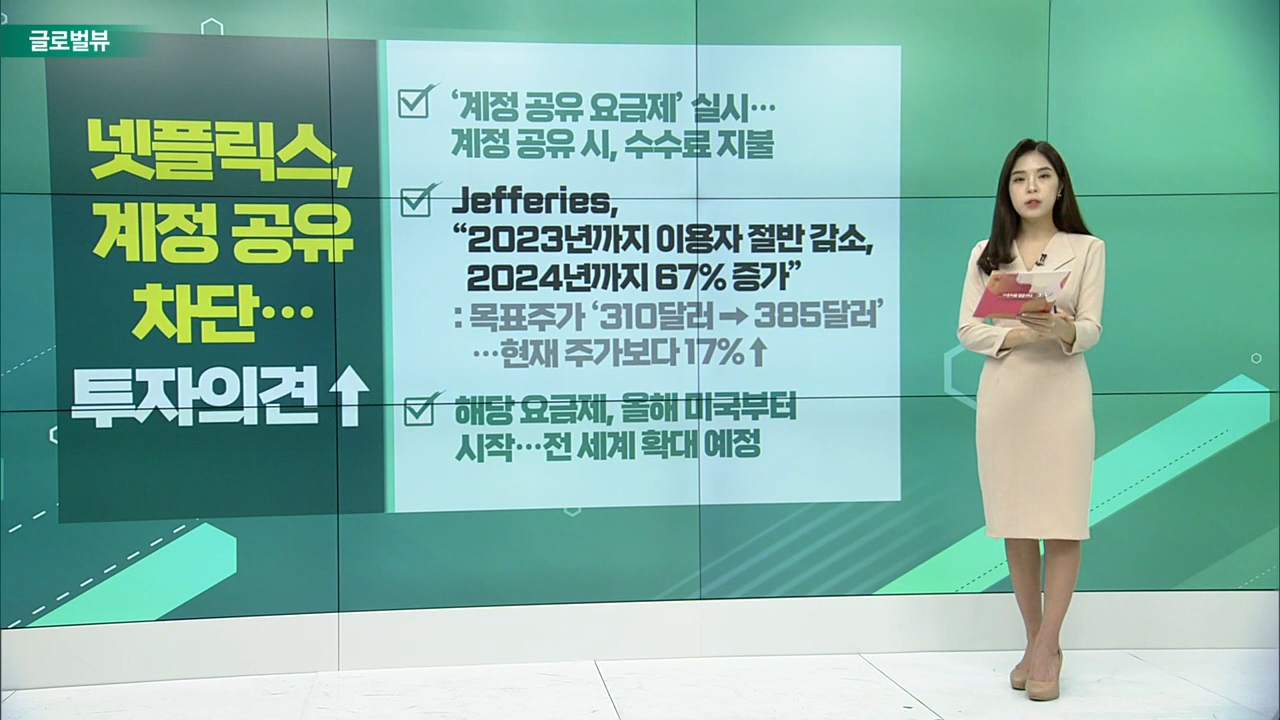 글로벌뷰
넷플릭스,
계정 공유
차단…
투자의견↑
‘계정 공유 요금제’ 실시…
계정 공유 시, 수수료 지불
Jefferies,
“2023년까지 이용자 절반 감소,
2024년까지 67% 증가”
: 목표주가 ‘310달러→385달러’
…현재 주가보다 17%↑
해당 요금제, 올해 미국부터
시작…전 세계 확대 예정